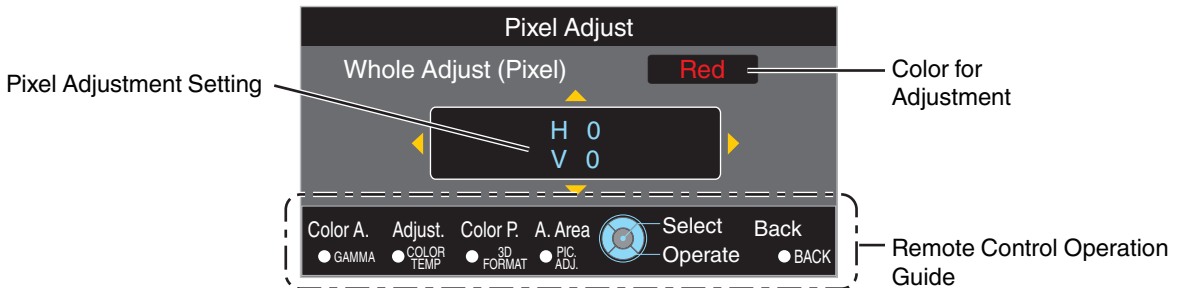 Pixel Adjust
Whole Adjust (Pixel) Red
Pixel Adjustment Setting
Color for
Adjustment
H 0
V 0
Color A. Adjust. Color P. A. Area Select Back
GAMMA COLOR TEMP 3D FORMAT PIC. ADJ. Operate BACK
Remote Control Operation
Guide